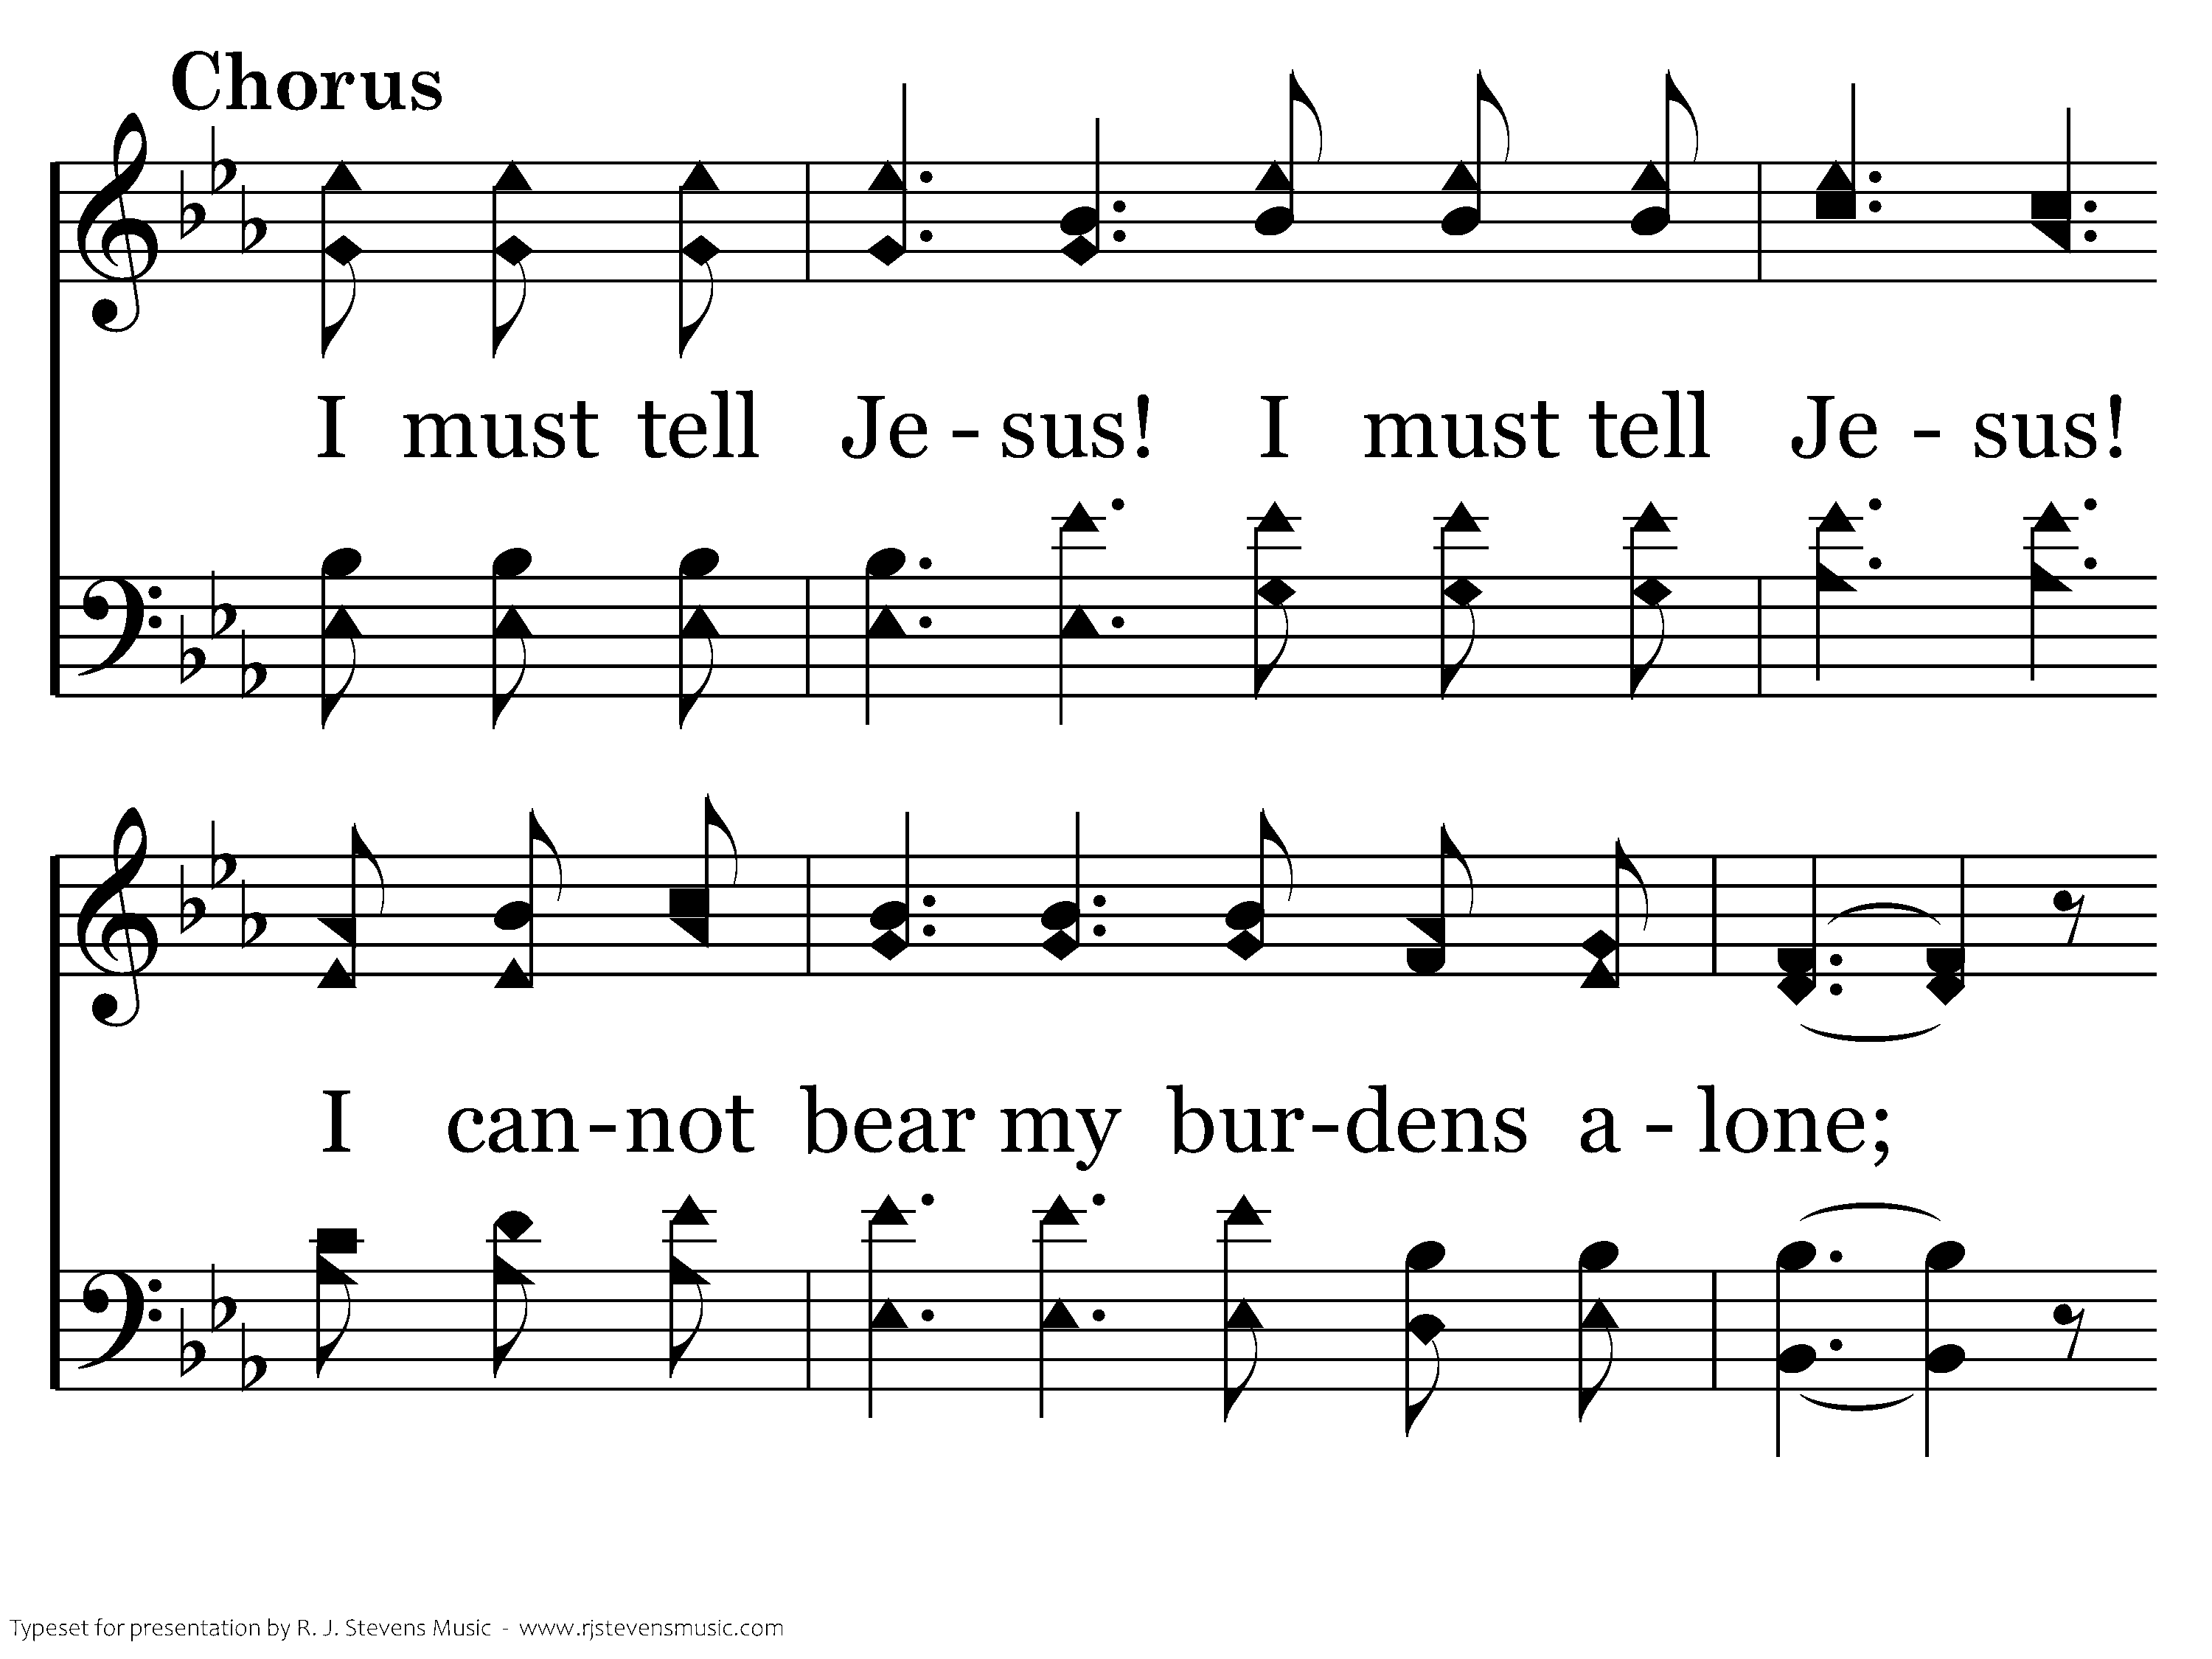 Chorus
I must tell Je - sus! I must tell Je - sus!
I can-not bear my bur-dens a - lone;
Typeset for presentation by R. J. Stevens Music - www.rjstevensmusic.com